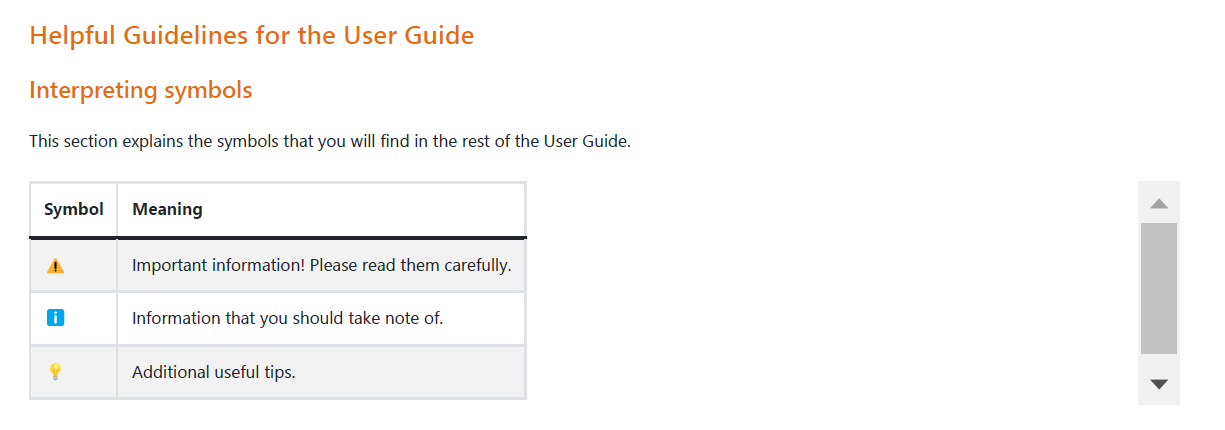 Helpful Guidelines for the User Guide
Interpreting symbols
This section explains the symbols that you will find in the rest of the User Guide.
Symbol Meaning
⚠️ Important information! Please read them carefully.
ℹ️ Information that you should take note of.
💡 Additional useful tips.